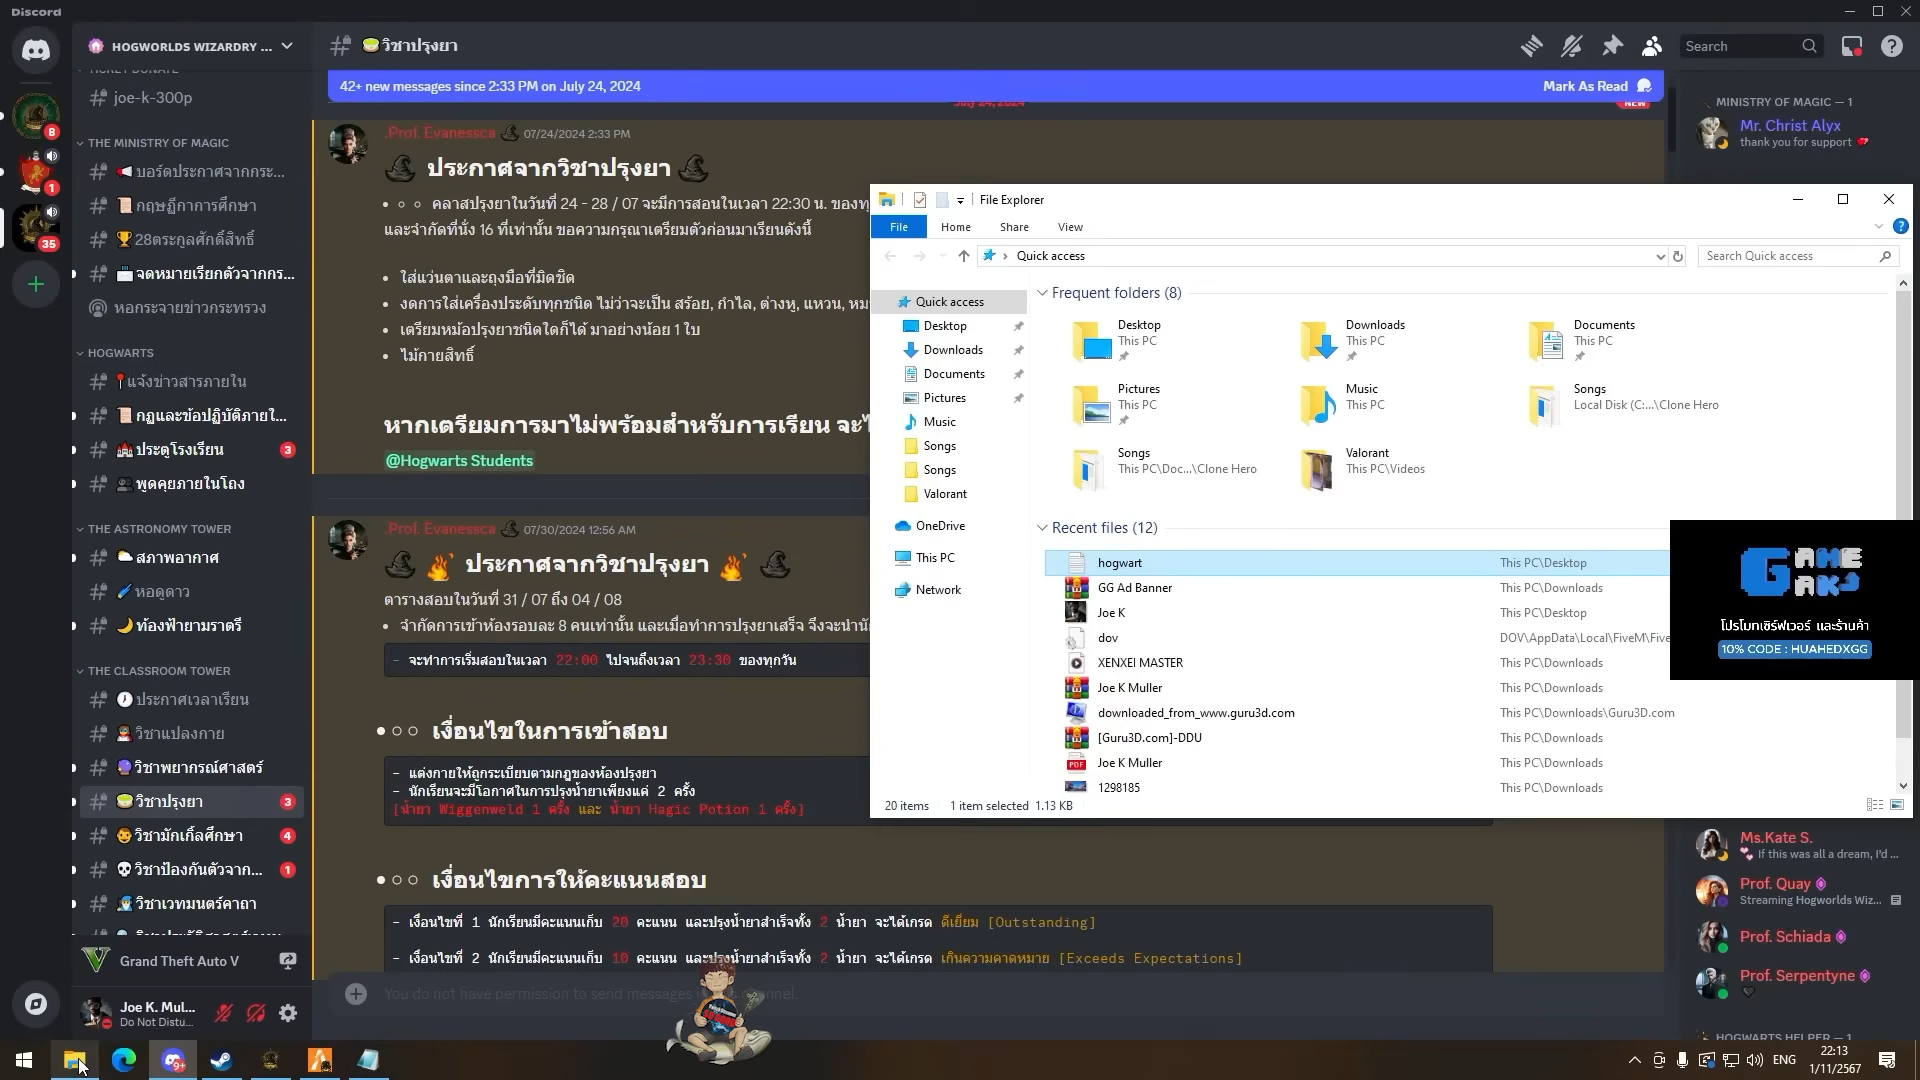 Discord
HOGWORLDS WIZARDRY ...
joe-k-300p
THE MINISTRY OF MAGIC
📢บอร์ดประกาศจากกระ...
📜กฤษฎีกาการศึกษา
🏆28ตระกูลศักดิ์สิทธิ์
📩จดหมายเรียกตัวจากกร...
หอกระจายข่าวกระทรวง
HOGWARTS
📍แจ้งข่าวสารภายใน
📜กฏและข้อปฏิบัติภายใ...
🏰ประตูโรงเรียน
3
👥พูดคุยภายในโถง
THE ASTRONOMY TOWER
🌥สภาพอากาศ
หอดูดาว
🌙ท้องฟ้ายามราตรี
THE CLASSROOM TOWER
ประกาศเวลาเรียน
วิชาแปลงกาย
🔮วิชาพยากรณ์ศาสตร์
🍵วิชาปรุงยา
3
วิชามักเกิ้ลศึกษา
4
💀วิชาป้องกันตัวจาก...
1
วิชาเวทมนตร์คาถา
Grand Theft Auto V
Joe K. Mul...
Do Not Distu...
8
1
35
🍵วิชาปรุงยา
Search
42+ new messages since 2:33 PM on July 24, 2024
Mark As Read
July 24, 2024
NEW
.Prof. Evanessca 07/24/2024 2:33 PM
ประกาศจากวิชาปรุงยา
คลาสปรุงยาในวันที่ 24 - 28 / 07 จะมีการสอนในเวลา 22:30 น. ของทุ
และจำกัดที่นั่ง 16 ที่เท่านั้น ขอความกรุณาเตรียมตัวก่อนมาเรียนดังนี้
ใส่แว่นตาและถุงมือที่มิดชิด
งดการใส่เครื่องประดับทุกชนิด ไม่ว่าจะเป็น สร้อย, กำไล, ต่างหู, แหวน, หม
เตรียมหม้อปรุงยาชนิดใดก็ได้ มาอย่างน้อย 1 ใบ
ไม้กายสิทธิ์
หากเตรียมการมาไม่พร้อมสำหรับการเรียน จะไ
@Hogwarts Students
.Prof. Evanessca 07/30/2024 12:56 AM
🔥 ประกาศจากวิชาปรุงยา 🔥
ตารางสอบในวันที่ 31 / 07 ถึง 04 / 08
จำกัดการเข้าห้องรอบละ 8 คนเท่านั้น และเมื่อทำการปรุงยาเสร็จ จึงจะนำนัก
- จะทำการเริ่มสอบในเวลา 22:00 ไปจนถึงเวลา 23:30 ของทุกวัน
เงื่อนไขในการเข้าสอบ
- แต่งกายให้ถูกระเบียบตามกฎของห้องปรุงยา
- นักเรียนจะมีโอกาสในการปรุงน้ำยาเพียงแค่ 2 ครั้ง
[น้ำยา Wiggenweld 1 ครั้ง และ น้ำยา Magic Potion 1 ครั้ง]
เงื่อนไขการให้คะแนนสอบ
- เงื่อนไขที่ 1 นักเรียนมีคะแนนเก็บ 20 คะแนน และปรุงน้ำยาสำเร็จทั้ง 2 น้ำยา จะได้เกรด ดีเยี่ยม [Outstanding]
- เงื่อนไขที่ 2 นักเรียนมีคะแนนเก็บ 10 คะแนน และปรุงน้ำยาสำเร็จทั้ง 2 น้ำยา จะได้เกรด เกินความคาดหมาย [Exceeds Expectations]
You do not have permission to send messages in this channel.
MINISTRY OF MAGIC — 1
Mr. Christ Alyx
thank you for support
File Explorer
File Home Share View
Quick access
Search Quick access
Quick access
Desktop
Downloads
Documents
Pictures
Music
Songs
Songs
Valorant
OneDrive
This PC
Network
Frequent folders (8)
Desktop
This PC
Downloads
This PC
Documents
This PC
Pictures
This PC
Music
This PC
Songs
Local Disk (C:...\Clone Hero
Songs
This PC\Doc...\Clone Hero
Valorant
This PC\Videos
Recent files (12)
hogwart This PC\Desktop
GG Ad Banner This PC\Downloads
Joe K This PC\Desktop
dov DOV\AppData\Local\FiveM\Five
XENXEI MASTER This PC\Downloads
Joe K Muller This PC\Downloads
downloaded_from_www.guru3d.com This PC\Downloads\Guru3D.com
[Guru3D.com]-DDU This PC\Downloads
Joe K Muller This PC\Downloads
1298185 This PC\Downloads
20 items 1 item selected 1.13 KB
โปรโมทเซิร์ฟเวอร์ และร้านค้า
10% CODE : HUAHEDXGG
Ms.Kate S.
If this was all a dream, I'd ...
Prof. Quay
Streaming Hogworlds Wiz...
Prof. Schiada
Prof. Serpentyne
HOGWARTS HELPER — 1
9+
ENG
22:13
1/11/2567